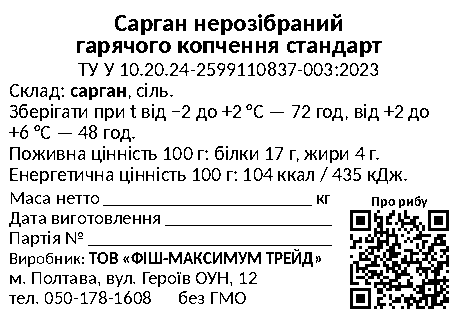 Сарган нерозібраний
гарячого копчення стандарт
ТУ У 10.20.24-2599110837-003:2023
Склад: сарган, сіль.
Зберігати при t від −2 до +2 °C — 72 год, від +2 до
+6 °C — 48 год.
Поживна цінність 100 г: білки 17 г, жири 4 г.
Енергетична цінність 100 г: 104 ккал / 435 кДж.
Маса нетто ____________________ кг
Про рибу
Дата виготовлення ________________
Партія № ________________________
Виробник: ТОВ «ФІШ-МАКСИМУМ ТРЕЙД»
м. Полтава, вул. Героїв ОУН, 12
тел. 050-178-1608 без ГМО